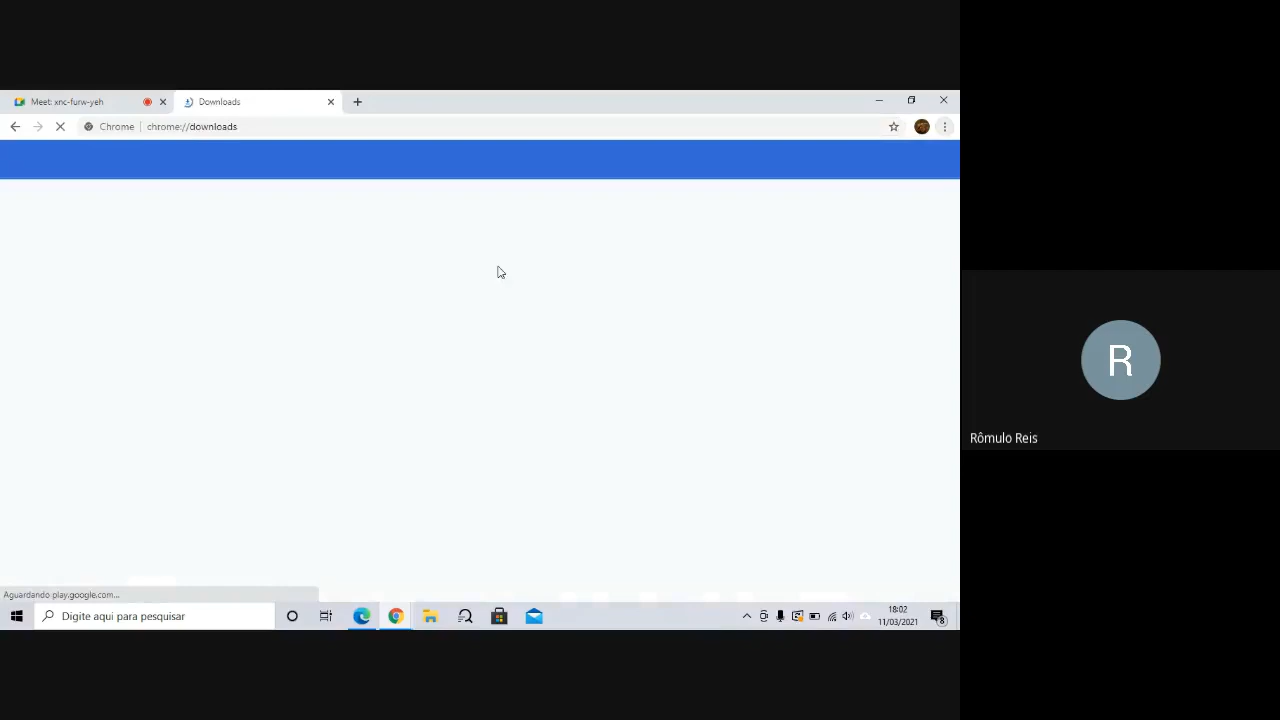 Meet: xnc-furw-yeh
Downloads
Chrome
chrome://downloads
R
Rômulo Reis
Aguardando play.google.com...
Digite aqui para pesquisar
18:02
11/03/2021
8